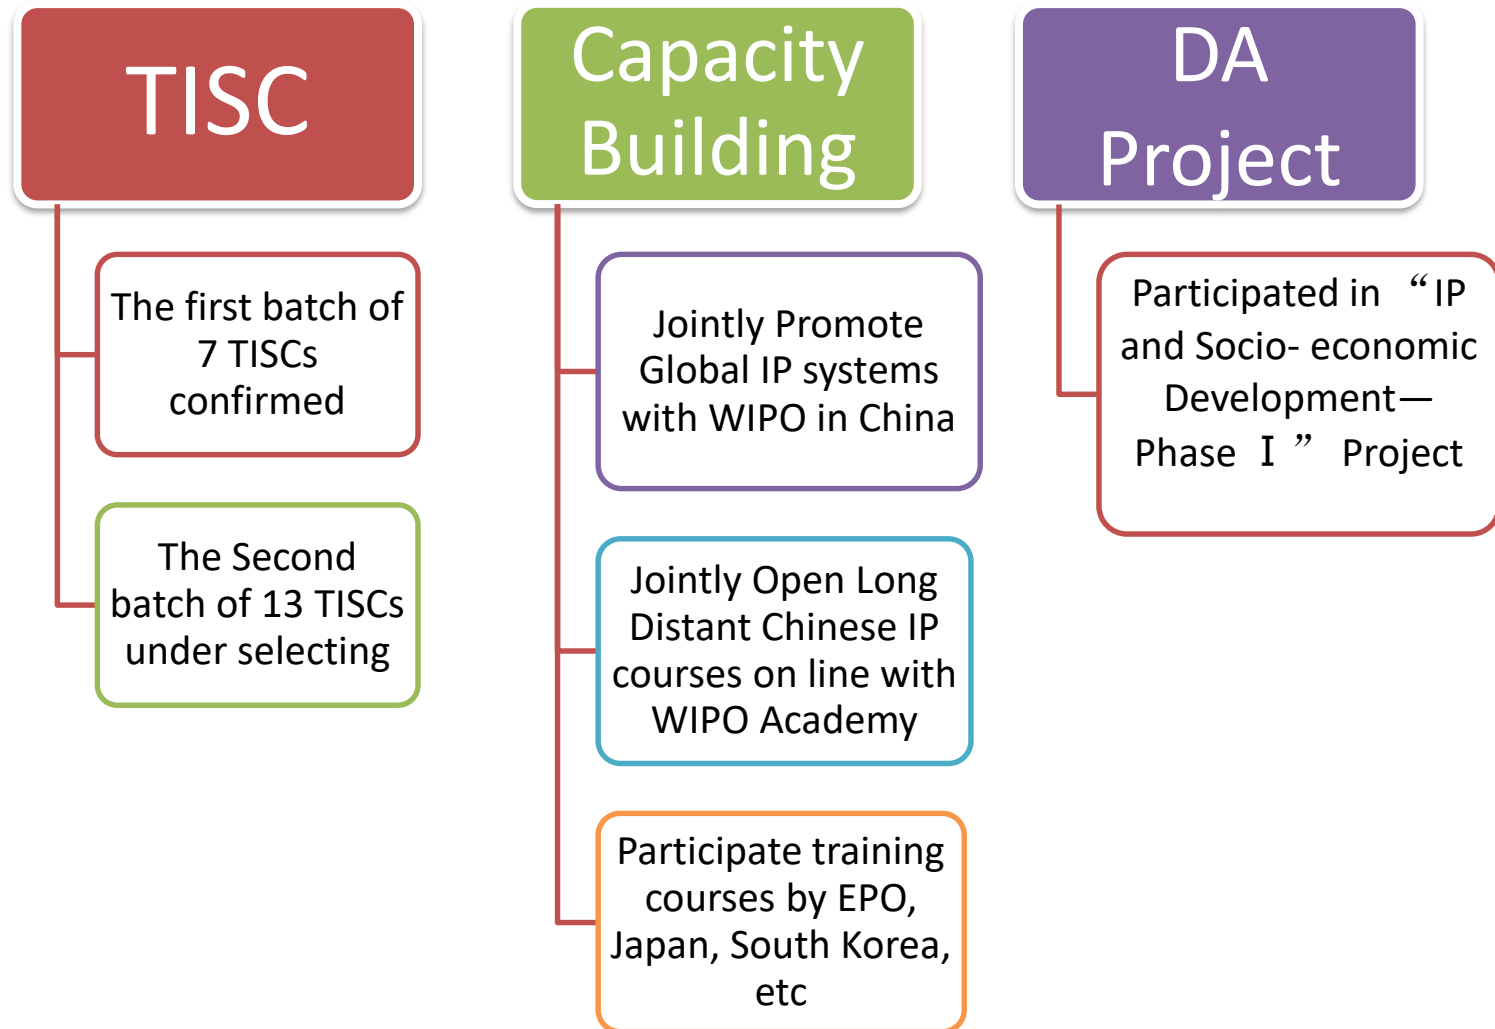 TISC
The first batch of
7 TISCs
confirmed
The Second
batch of 13 TISCs
under selecting
Capacity
Building
Jointly Promote
Global IP systems
with WIPO in China
Jointly Open Long
Distant Chinese IP
courses on line with
WIPO Academy
Participate training
courses by EPO,
Japan, South Korea,
etc
DA
Project
Participated in “IP
and Socio- economic
Development—
Phase Ⅰ” Project